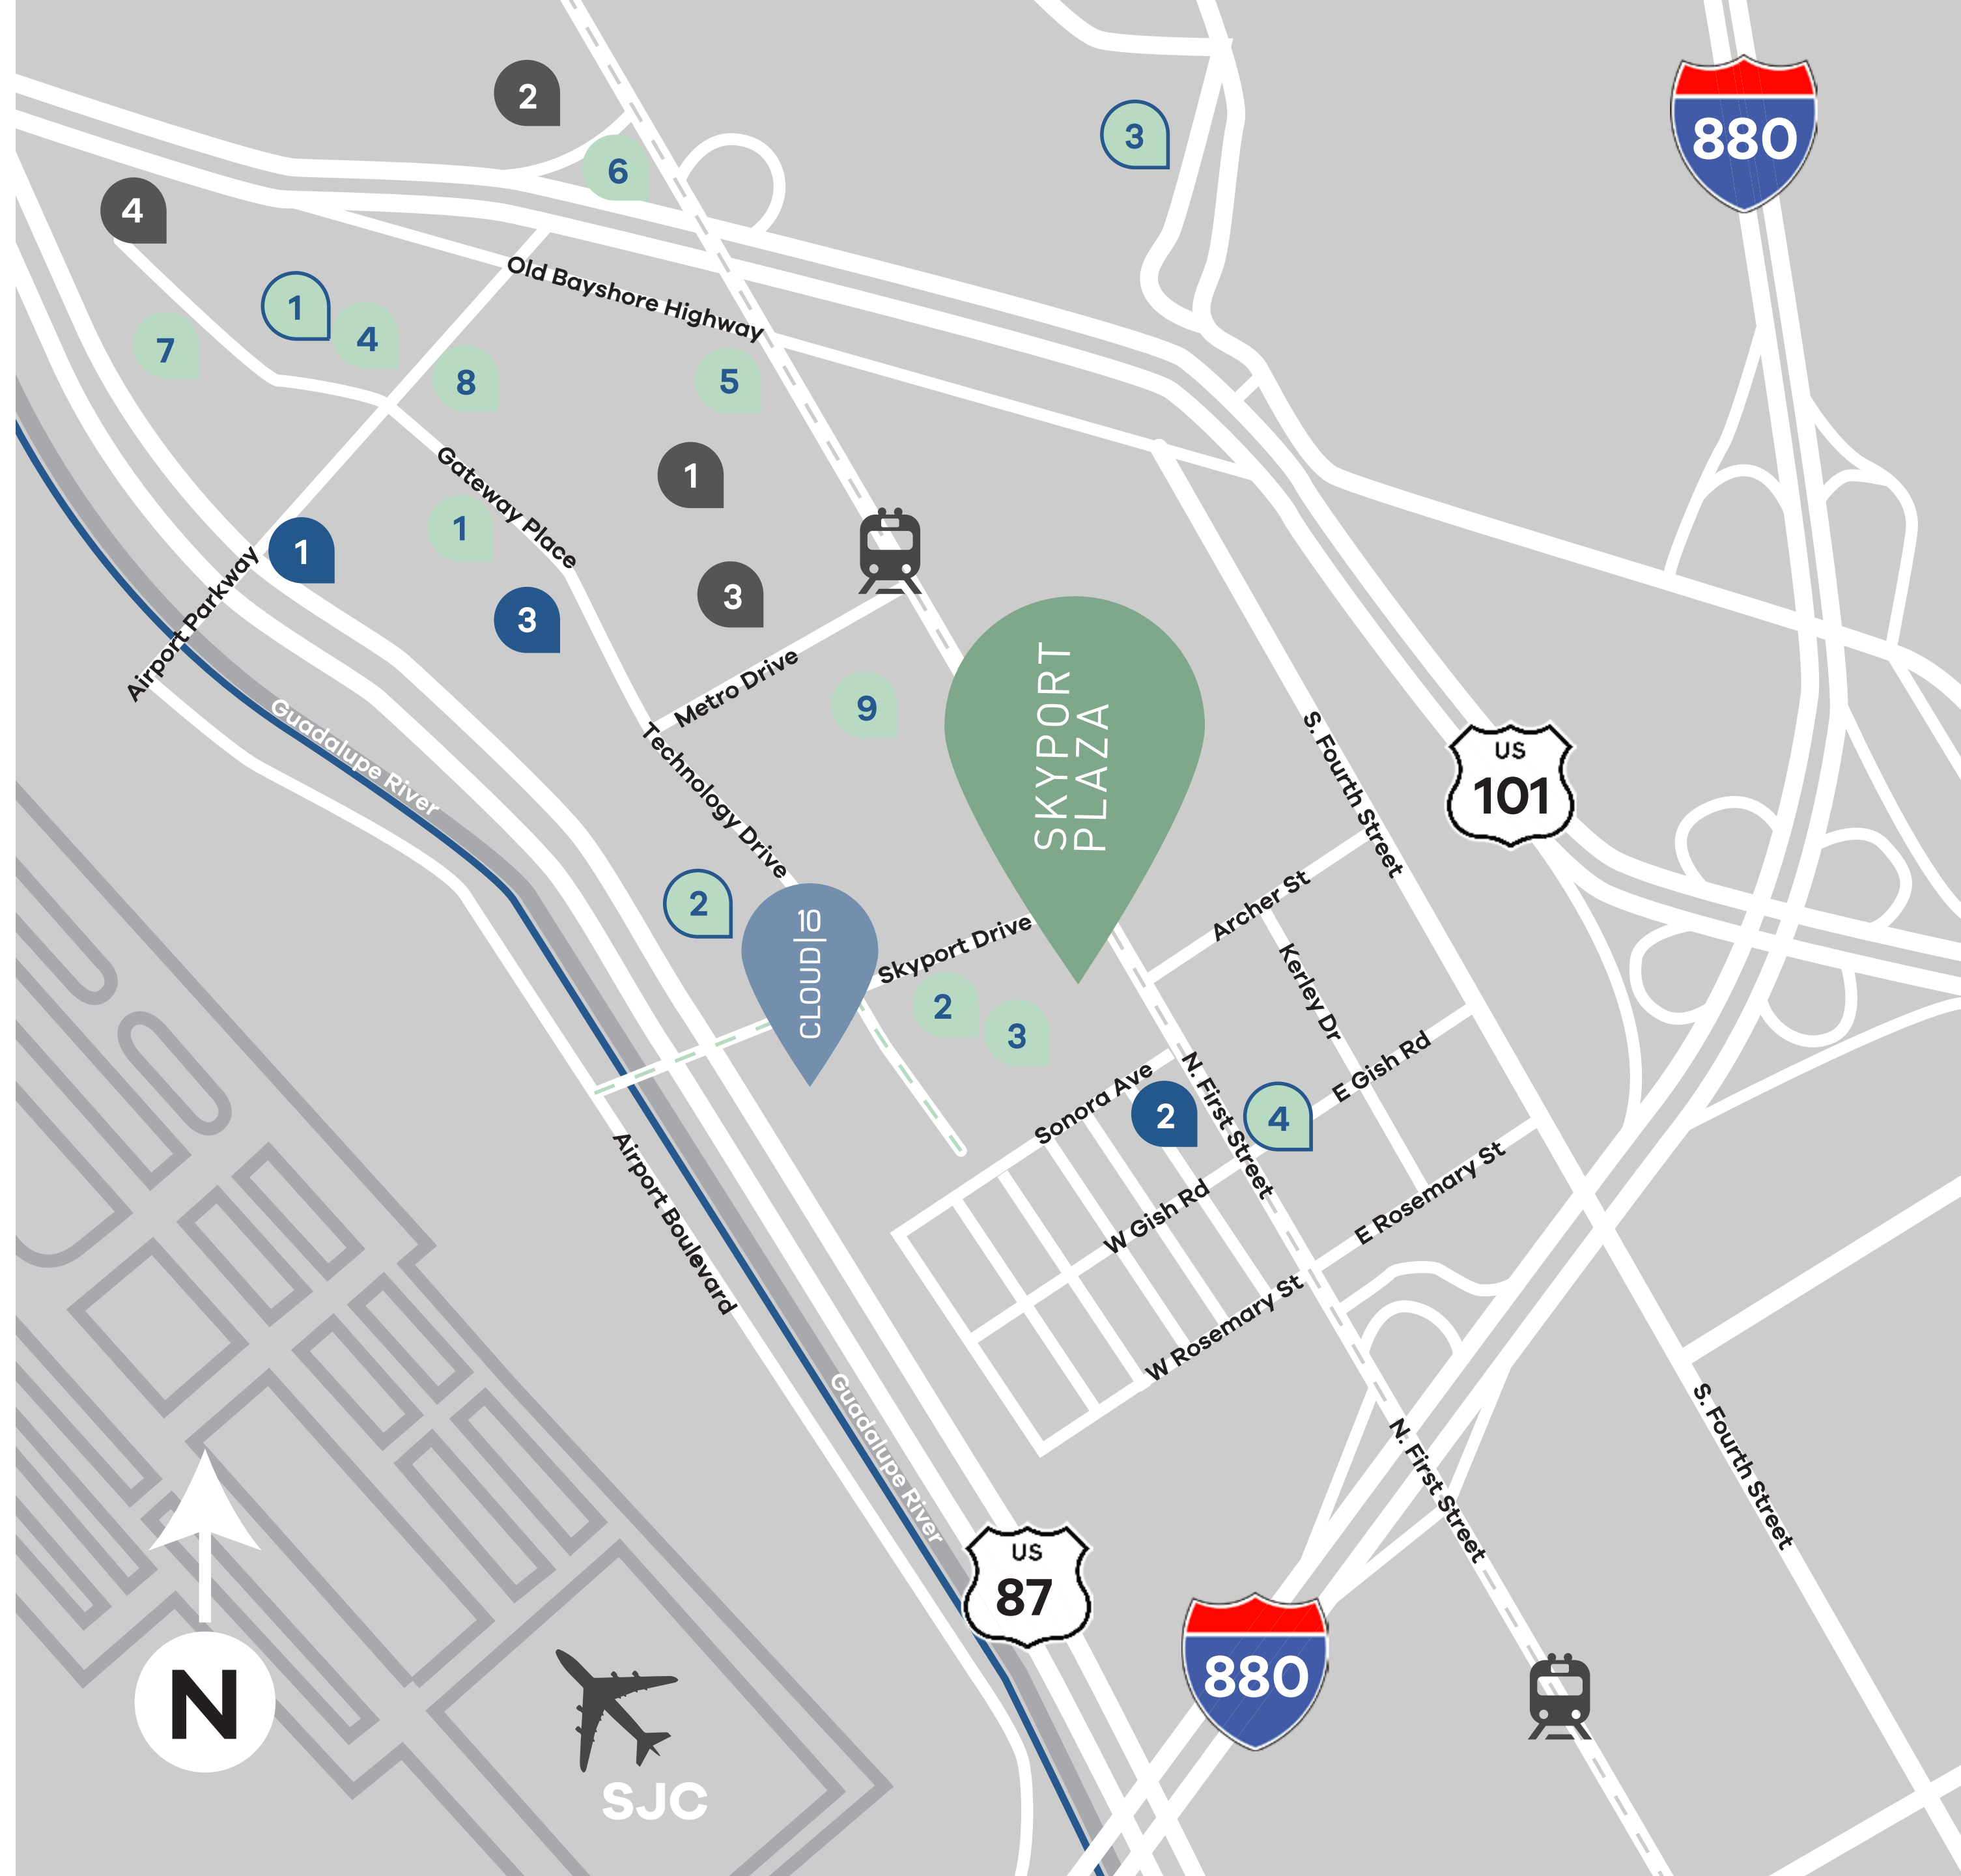 2
3
880
6
4
Old Bayshore Highway
1
4
7
8
5
Gateway Place
1
1
1
3
3
Airport Parkway
Metro Drive
9
SKYPORT
PLAZA
Guadalupe River
Technology Drive
S. Fourth Street
US
101
2
CLOUD|10
Skyport Drive
Archer St
2
3
Kerley Dr
Sonora Ave
2
N. First Street
4
E Gish Rd
Airport Boulevard
W Gish Rd
E Rosemary St
W Rosemary St
Guadalupe River
N. First Street
S. Fourth Street
US
87
880
N
SJC